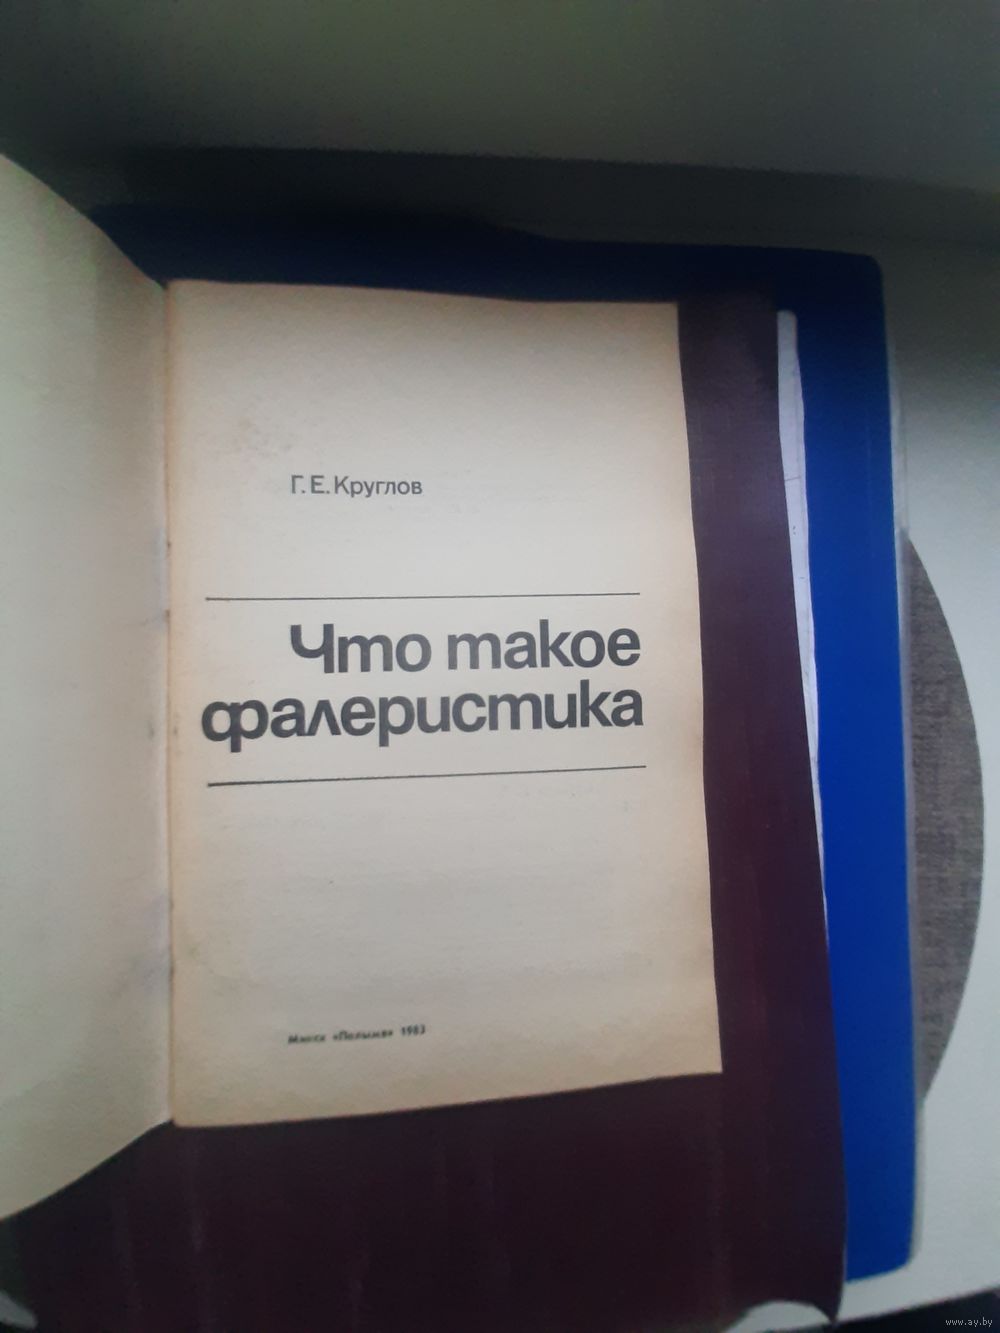 Г. Е. Круглов
Что такое
фалеристика
Минск «Полымя» 1983
www.ay.by